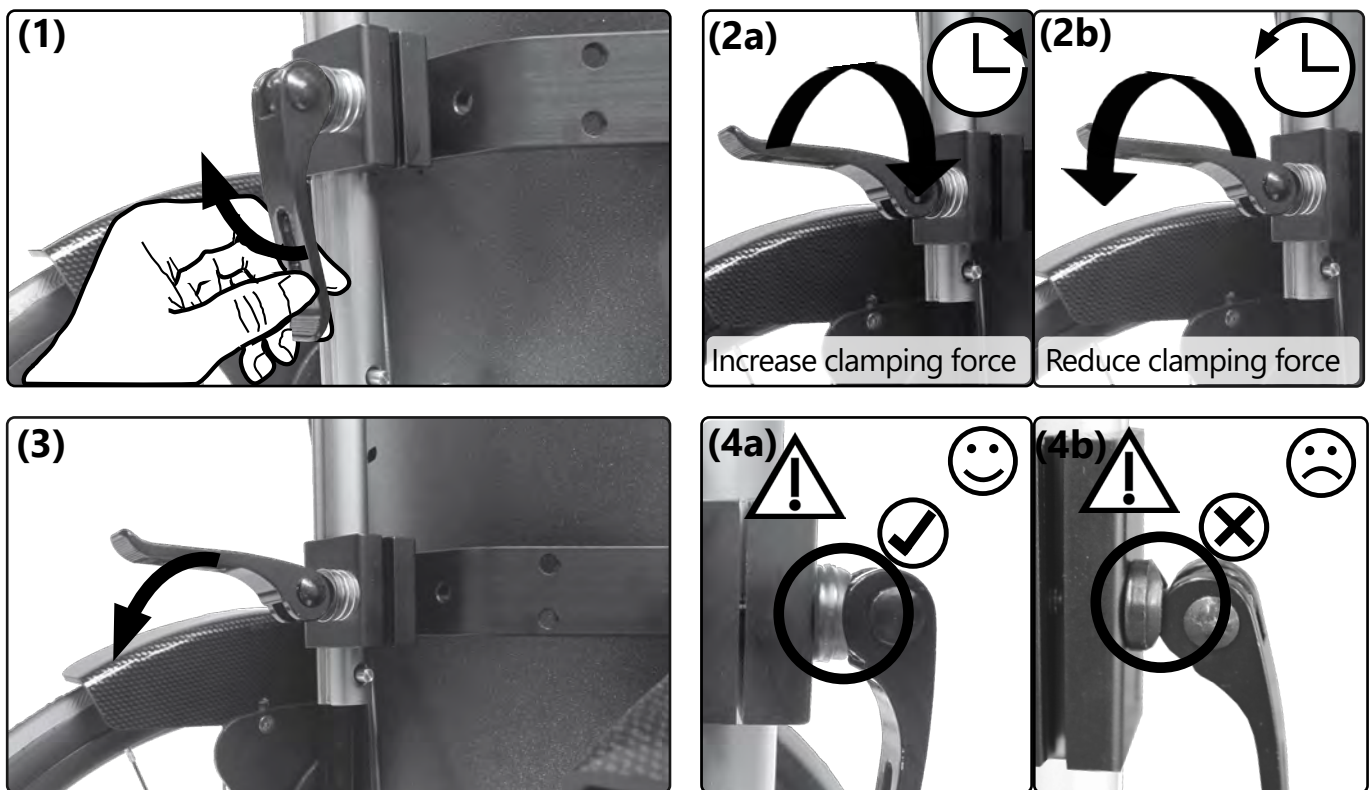 (1)
(2a)
(2b)
Increase clamping force
Reduce clamping force
(3)
(4a)
(4b)